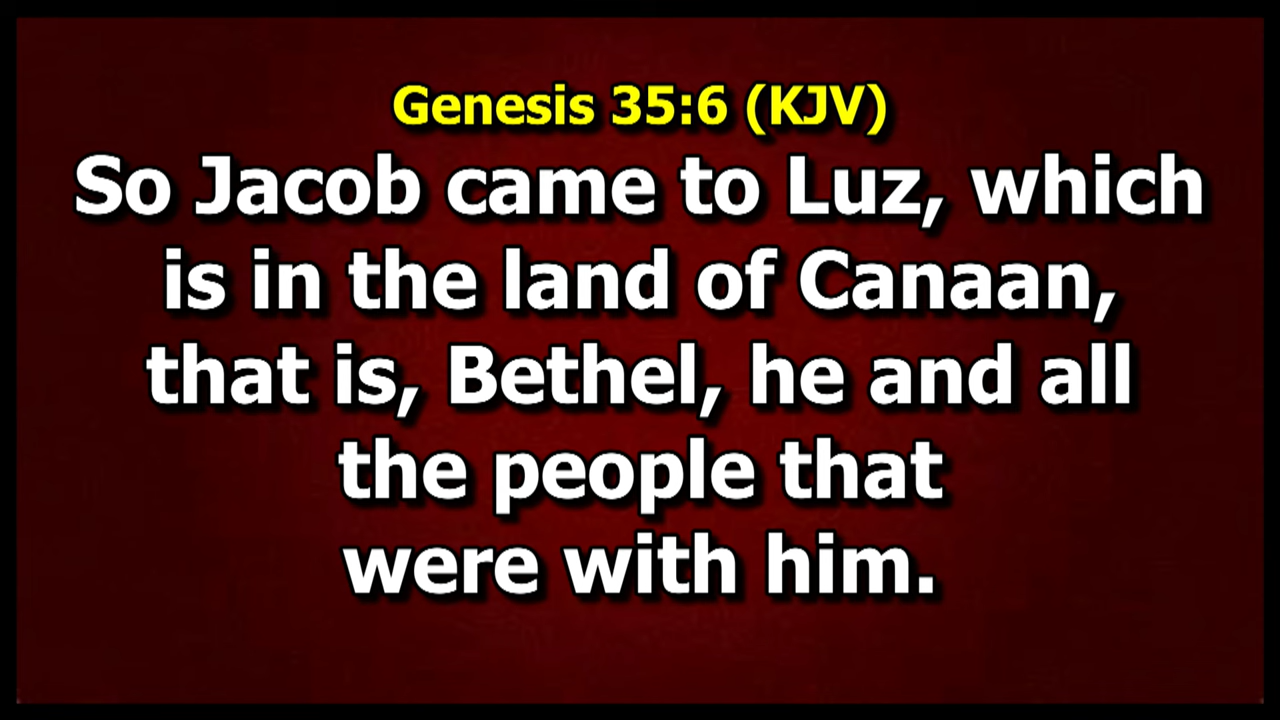 Genesis 35:6 (KJV)
So Jacob came to Luz, which
is in the land of Canaan,
that is, Bethel, he and all
the people that
were with him.